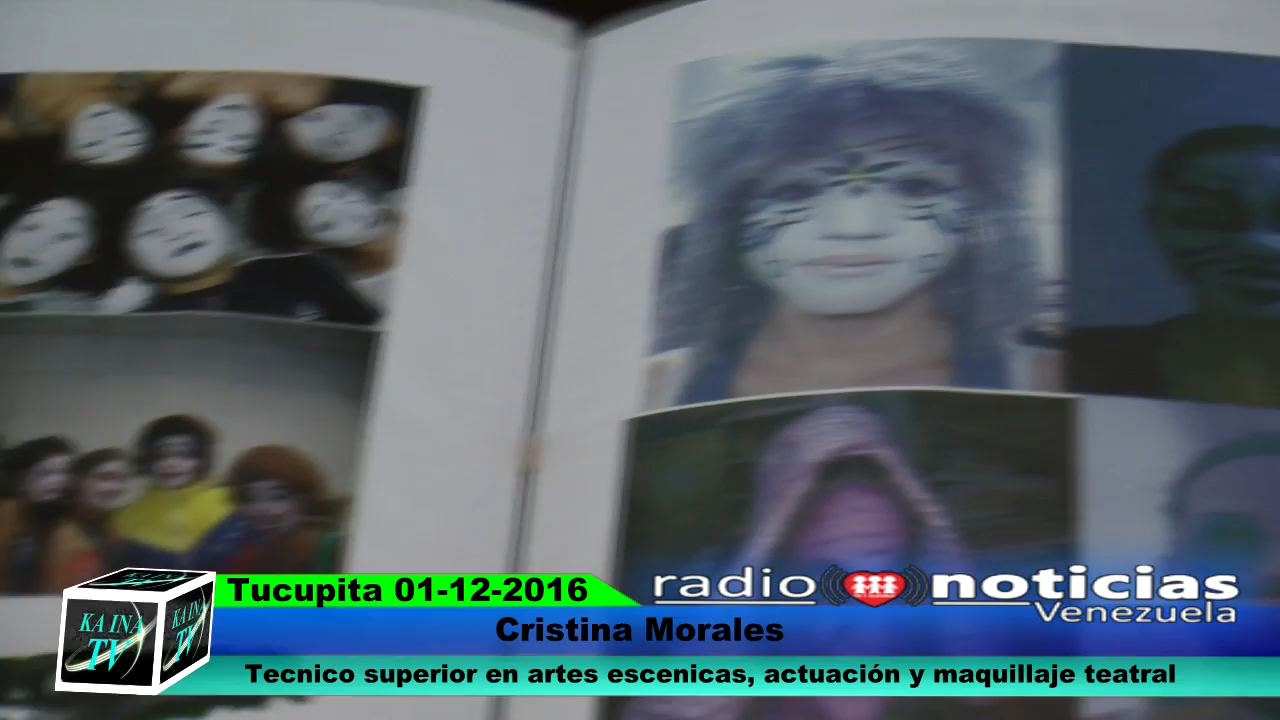 Tucupita 01-12-2016
radio noticias
Venezuela
Cristina Morales
KA INA
TV
KA INA
TV
Tecnico superior en artes escenicas, actuación y maquillaje teatral